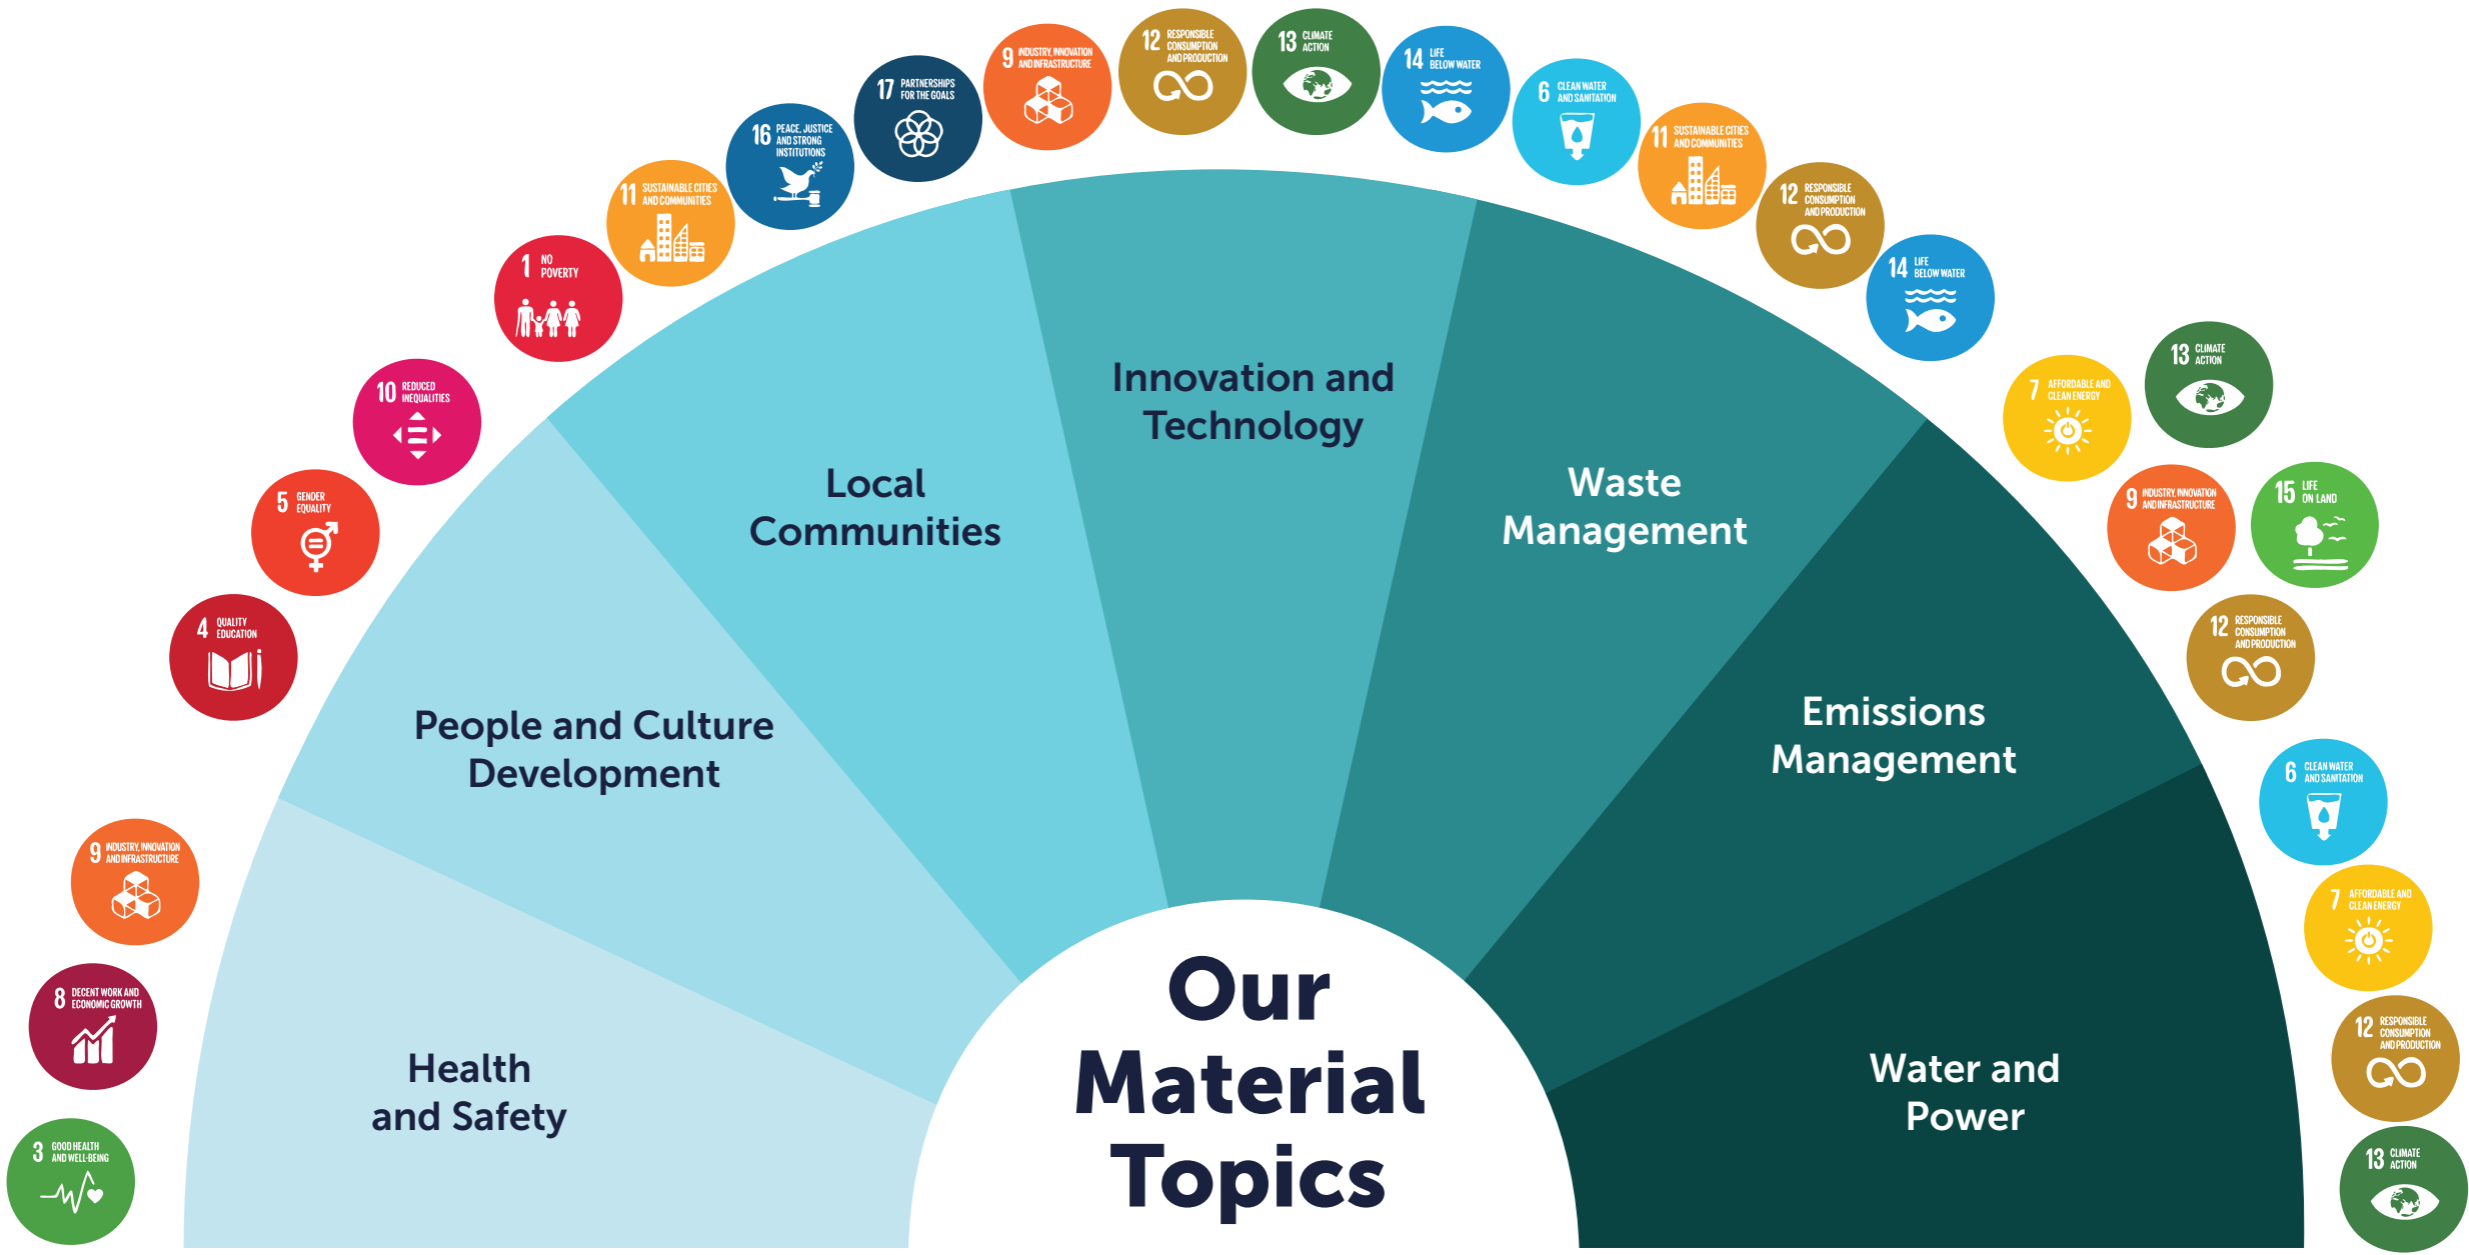 3 GOOD HEALTH
AND WELL-BEING
8 DECENT WORK AND
ECONOMIC GROWTH
9 INDUSTRY, INNOVATION
AND INFRASTRUCTURE
4 QUALITY
EDUCATION
5 GENDER
EQUALITY
10 REDUCED
INEQUALITIES
1 NO
POVERTY
11 SUSTAINABLE CITIES
AND COMMUNITIES
16 PEACE, JUSTICE
AND STRONG
INSTITUTIONS
17 PARTNERSHIPS
FOR THE GOALS
9 INDUSTRY, INNOVATION
AND INFRASTRUCTURE
12 RESPONSIBLE
CONSUMPTION
AND PRODUCTION
13 CLIMATE
ACTION
14 LIFE
BELOW WATER
6 CLEAN WATER
AND SANITATION
11 SUSTAINABLE CITIES
AND COMMUNITIES
12 RESPONSIBLE
CONSUMPTION
AND PRODUCTION
14 LIFE
BELOW WATER
7 AFFORDABLE AND
CLEAN ENERGY
13 CLIMATE
ACTION
9 INDUSTRY, INNOVATION
AND INFRASTRUCTURE
15 LIFE
ON LAND
12 RESPONSIBLE
CONSUMPTION
AND PRODUCTION
6 CLEAN WATER
AND SANITATION
7 AFFORDABLE AND
CLEAN ENERGY
12 RESPONSIBLE
CONSUMPTION
AND PRODUCTION
13 CLIMATE
ACTION
Health
and Safety
People and Culture
Development
Local
Communities
Innovation and
Technology
Waste
Management
Emissions
Management
Water and
Power
Our
Material
Topics